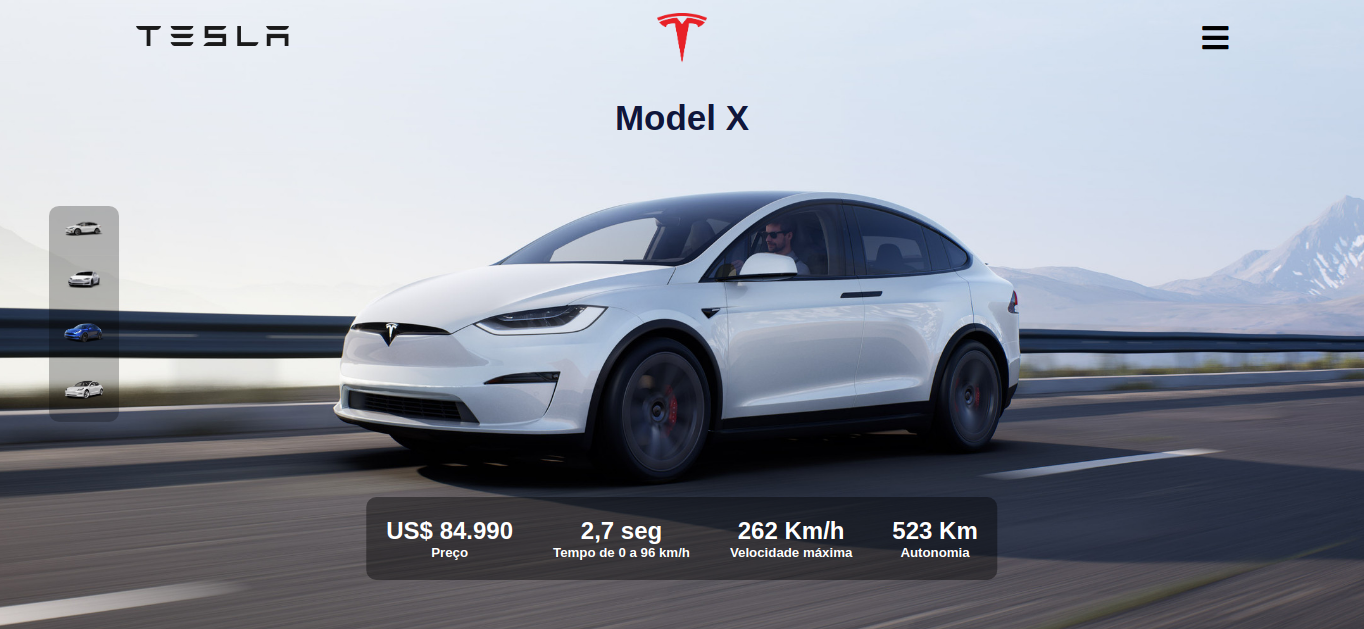 TESLA
Model X
US$ 84.990
Preço
2,7 seg
Tempo de 0 a 96 km/h
262 Km/h
Velocidade máxima
523 Km
Autonomia